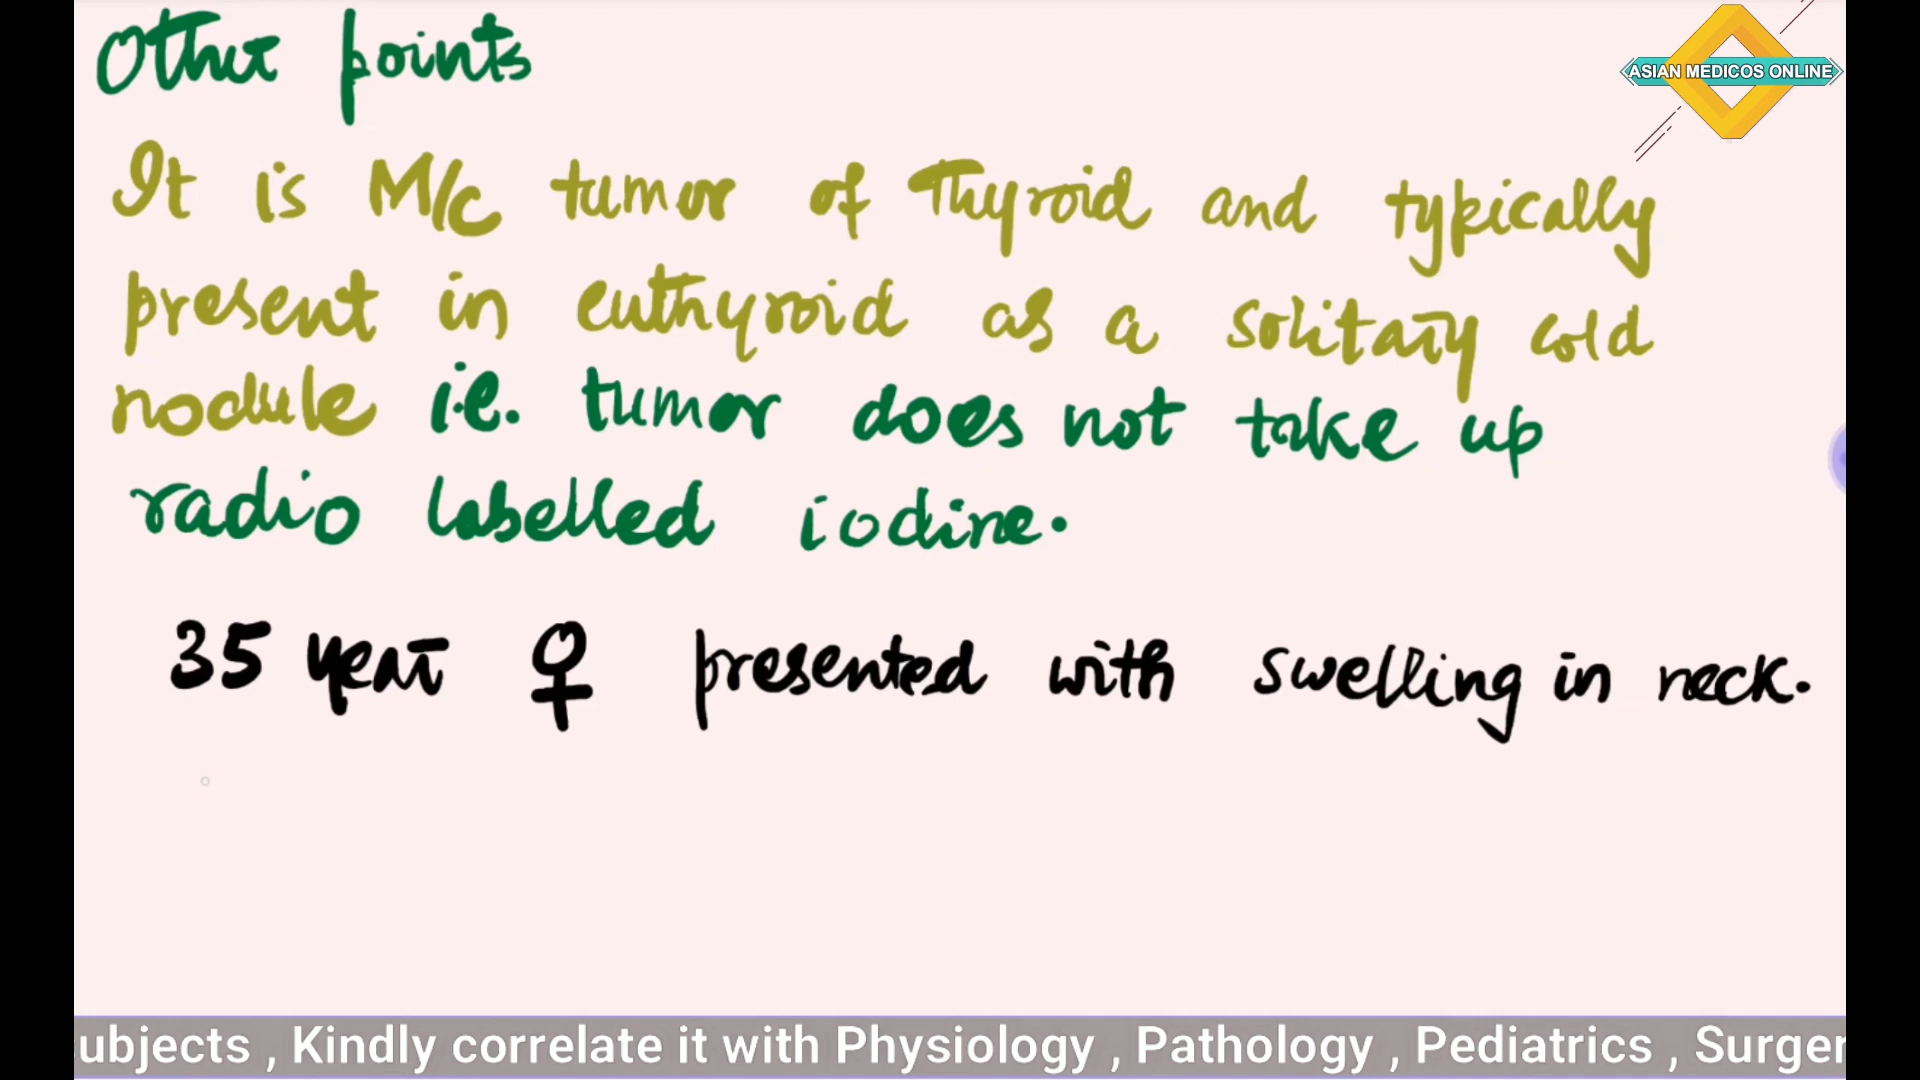 Other points
ASIAN MEDICOS ONLINE
It is M/c tumor of Thyroid and typically
present in euthyroid as a solitary cold
nodule i.e. tumor does not take up
radio labelled iodine.
35 year ♀ presented with swelling in neck.
ubjects , Kindly correlate it with Physiology , Pathology , Pediatrics , Surger